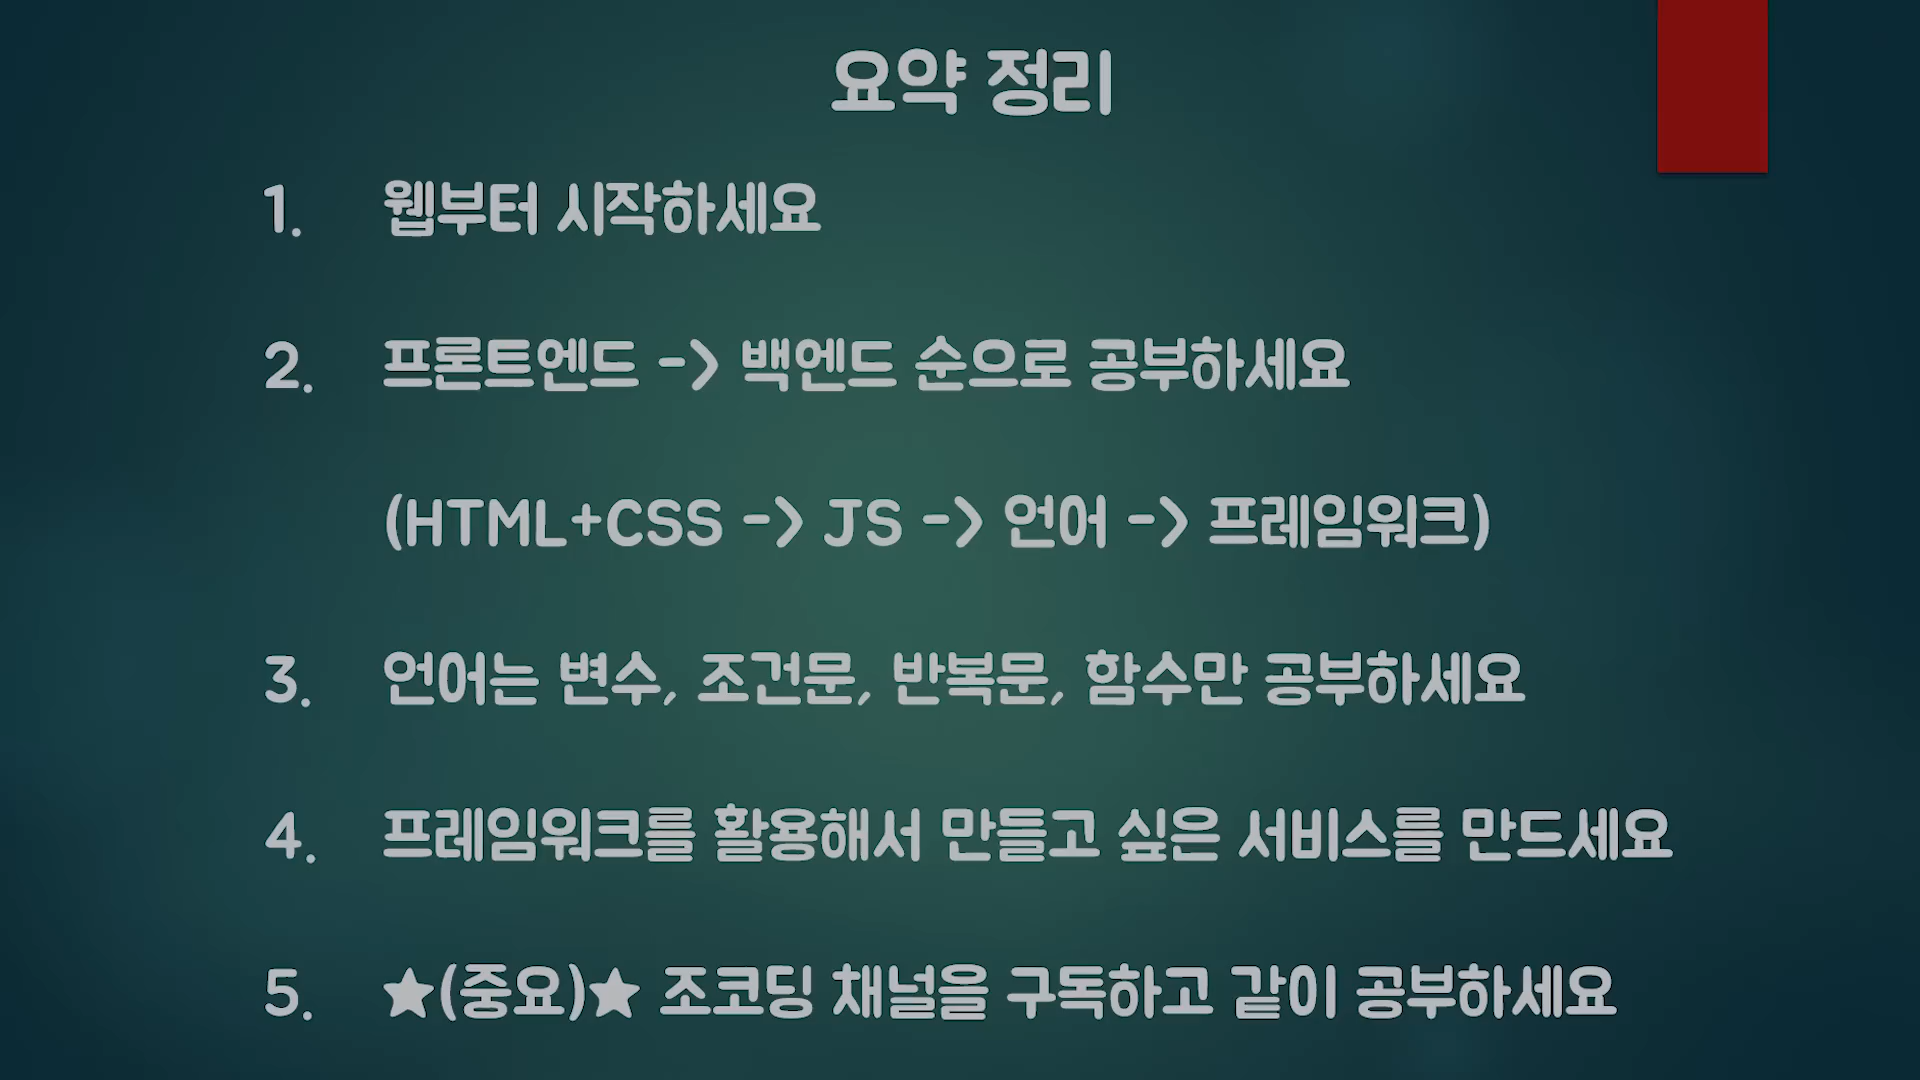 요약 정리
1. 웹부터 시작하세요
2. 프론트엔드 -> 백엔드 순으로 공부하세요
(HTML+CSS -> JS -> 언어 -> 프레임워크)
3. 언어는 변수, 조건문, 반복문, 함수만 공부하세요
4. 프레임워크를 활용해서 만들고 싶은 서비스를 만드세요
5. ★(중요)★ 조코딩 채널을 구독하고 같이 공부하세요